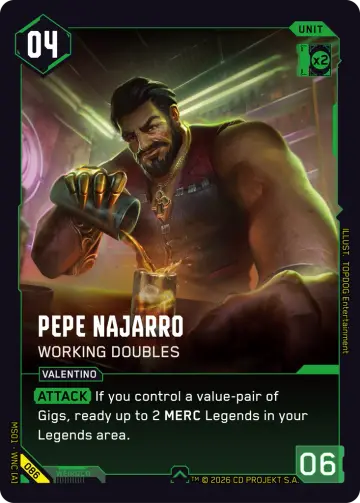 04
UNIT
x2
PEPE NAJARRO
WORKING DOUBLES
VALENTINO
ATTACK If you control a value-pair of
Gigs, ready up to 2 MERC Legends in your
Legends area.
06
™ © 2026 CD PROJEKT S.A.
MS01 · WNC [A]
086
ILLUST. TOPDOG Entertainment